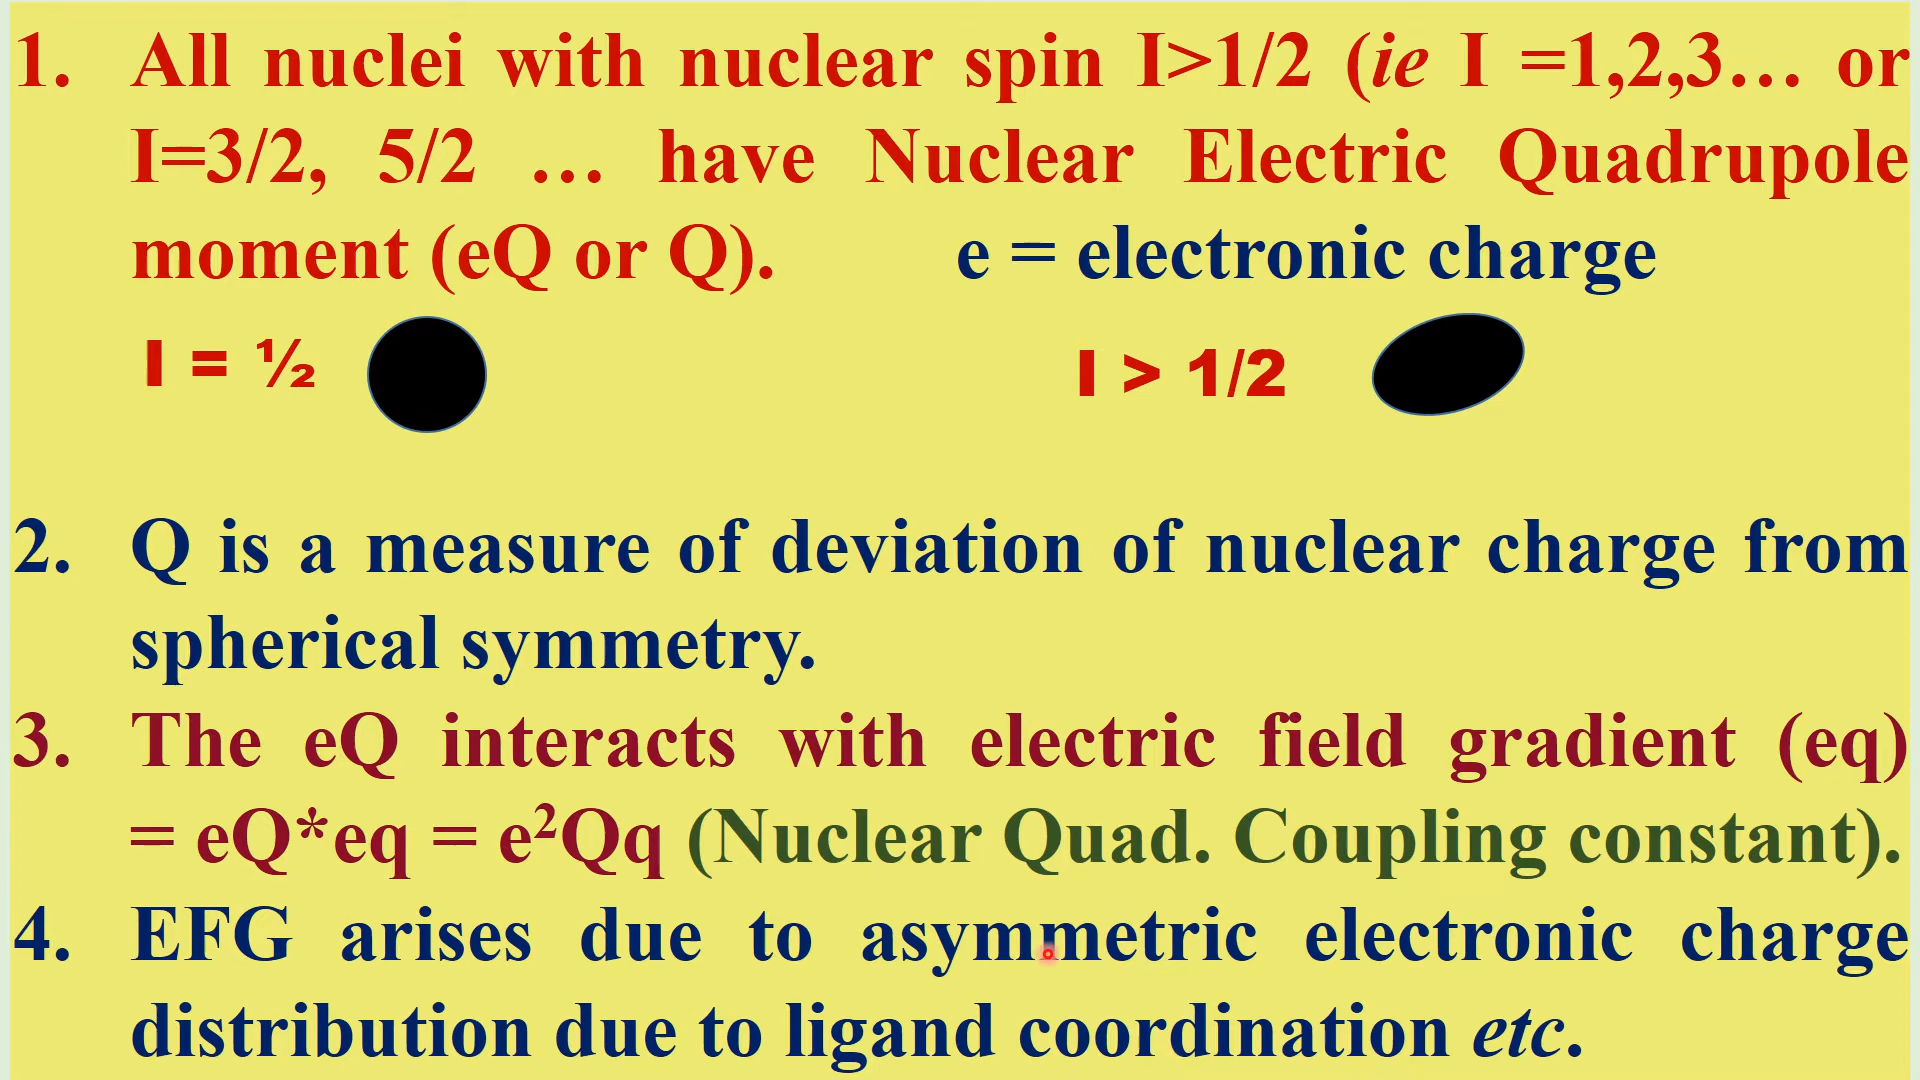 1. All nuclei with nuclear spin I>1/2 (ie I =1,2,3… or
I=3/2, 5/2 … have Nuclear Electric Quadrupole
moment (eQ or Q). e = electronic charge
I = ½ I > 1/2
2. Q is a measure of deviation of nuclear charge from
spherical symmetry.
3. The eQ interacts with electric field gradient (eq)
= eQ*eq = e²Qq (Nuclear Quad. Coupling constant).
4. EFG arises due to asymmetric electronic charge
distribution due to ligand coordination etc.